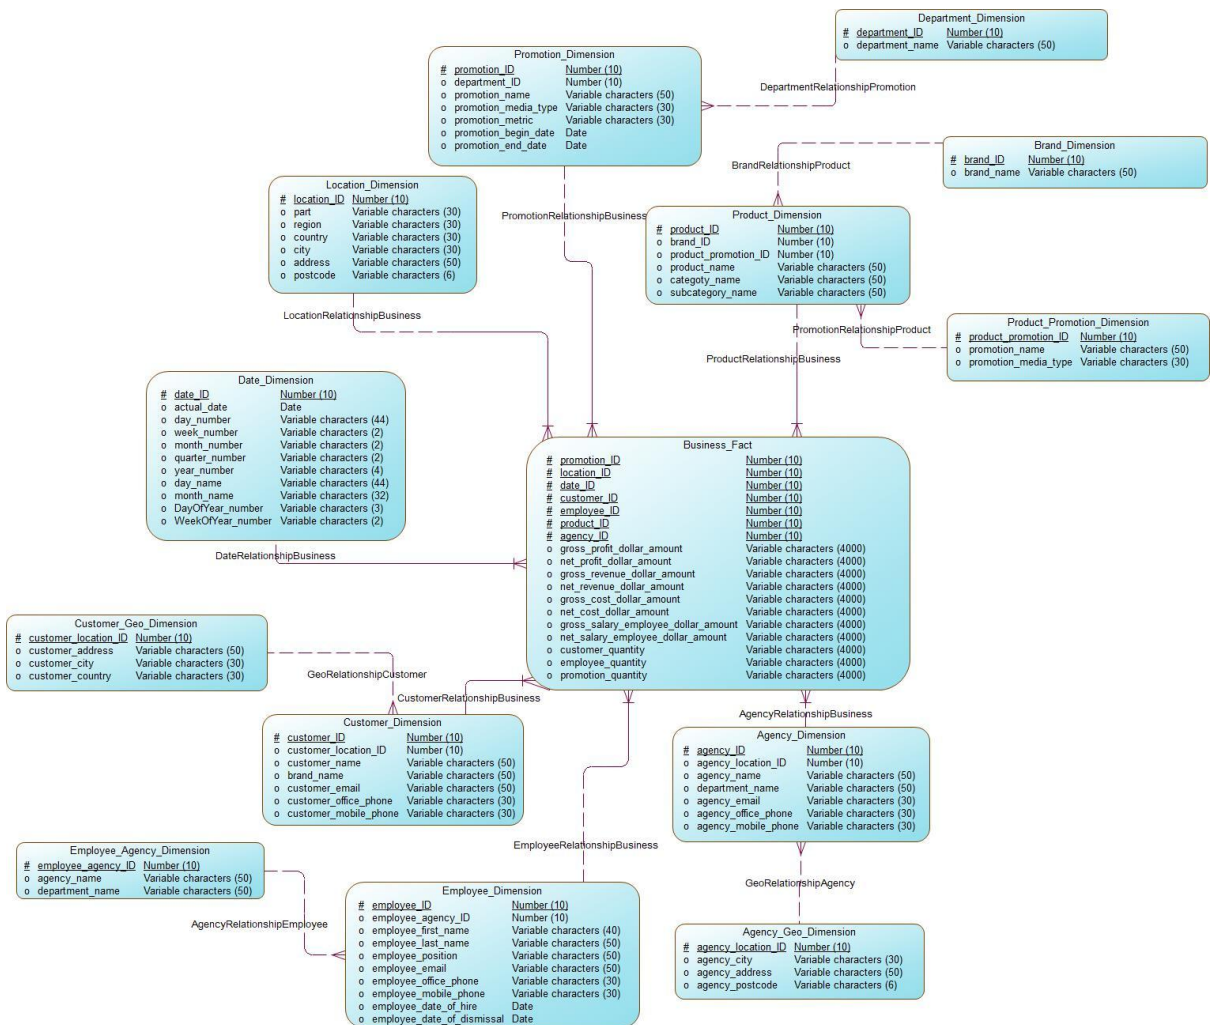 Department_Dimension
# department_ID Number (10)
o department_name Variable characters (50)
DepartmentRelationshipPromotion
Promotion_Dimension
# promotion_ID Number (10)
o department_ID Number (10)
o promotion_name Variable characters (50)
o promotion_media_type Variable characters (30)
o promotion_metric Variable characters (30)
o promotion_begin_date Date
o promotion_end_date Date
PromotionRelationshipBusiness
Brand_Dimension
# brand_ID Number (10)
o brand_name Variable characters (50)
BrandRelationshipProduct
Location_Dimension
# location_ID Number (10)
o part Variable characters (30)
o region Variable characters (30)
o country Variable characters (30)
o city Variable characters (30)
o address Variable characters (50)
o postcode Variable characters (6)
LocationRelationshipBusiness
Product_Dimension
# product_ID Number (10)
o brand_ID Number (10)
o product_promotion_ID Number (10)
o product_name Variable characters (50)
o categoty_name Variable characters (50)
o subcategory_name Variable characters (50)
PromotionRelationshipProduct
ProductRelationshipBusiness
Product_Promotion_Dimension
# product_promotion_ID Number (10)
o promotion_name Variable characters (50)
o promotion_media_type Variable characters (30)
Date_Dimension
# date_ID Number (10)
o actual_date Date
o day_number Variable characters (44)
o week_number Variable characters (2)
o month_number Variable characters (2)
o quarter_number Variable characters (2)
o year_number Variable characters (4)
o day_name Variable characters (44)
o month_name Variable characters (32)
o DayOfYear_number Variable characters (3)
o WeekOfYear_number Variable characters (2)
DateRelationshipBusiness
Business_Fact
# promotion_ID Number (10)
# location_ID Number (10)
# date_ID Number (10)
# customer_ID Number (10)
# employee_ID Number (10)
# product_ID Number (10)
# agency_ID Number (10)
o gross_profit_dollar_amount Variable characters (4000)
o net_profit_dollar_amount Variable characters (4000)
o gross_revenue_dollar_amount Variable characters (4000)
o net_revenue_dollar_amount Variable characters (4000)
o gross_cost_dollar_amount Variable characters (4000)
o net_cost_dollar_amount Variable characters (4000)
o gross_salary_employee_dollar_amount Variable characters (4000)
o net_salary_employee_dollar_amount Variable characters (4000)
o customer_quantity Variable characters (4000)
o employee_quantity Variable characters (4000)
o promotion_quantity Variable characters (4000)
Customer_Geo_Dimension
# customer_location_ID Number (10)
o customer_address Variable characters (50)
o customer_city Variable characters (30)
o customer_country Variable characters (30)
GeoRelationshipCustomer
CustomerRelationshipBusiness
Customer_Dimension
# customer_ID Number (10)
o customer_location_ID Number (10)
o customer_name Variable characters (50)
o brand_name Variable characters (50)
o customer_email Variable characters (50)
o customer_office_phone Variable characters (30)
o customer_mobile_phone Variable characters (30)
AgencyRelationshipBusiness
Agency_Dimension
# agency_ID Number (10)
o agency_location_ID Number (10)
o agency_name Variable characters (50)
o department_name Variable characters (50)
o agency_email Variable characters (30)
o agency_office_phone Variable characters (30)
o agency_mobile_phone Variable characters (30)
EmployeeRelationshipBusiness
Employee_Agency_Dimension
# employee_agency_ID Number (10)
o agency_name Variable characters (50)
o department_name Variable characters (50)
AgencyRelationshipEmployee
GeoRelationshipAgency
Employee_Dimension
# employee_ID Number (10)
o employee_agency_ID Number (10)
o employee_first_name Variable characters (40)
o employee_last_name Variable characters (50)
o employee_position Variable characters (50)
o employee_email Variable characters (50)
o employee_office_phone Variable characters (30)
o employee_mobile_phone Variable characters (30)
o employee_date_of_hire Date
o employee_date_of_dismissal Date
Agency_Geo_Dimension
# agency_location_ID Number (10)
o agency_city Variable characters (30)
o agency_address Variable characters (50)
o agency_postcode Variable characters (6)